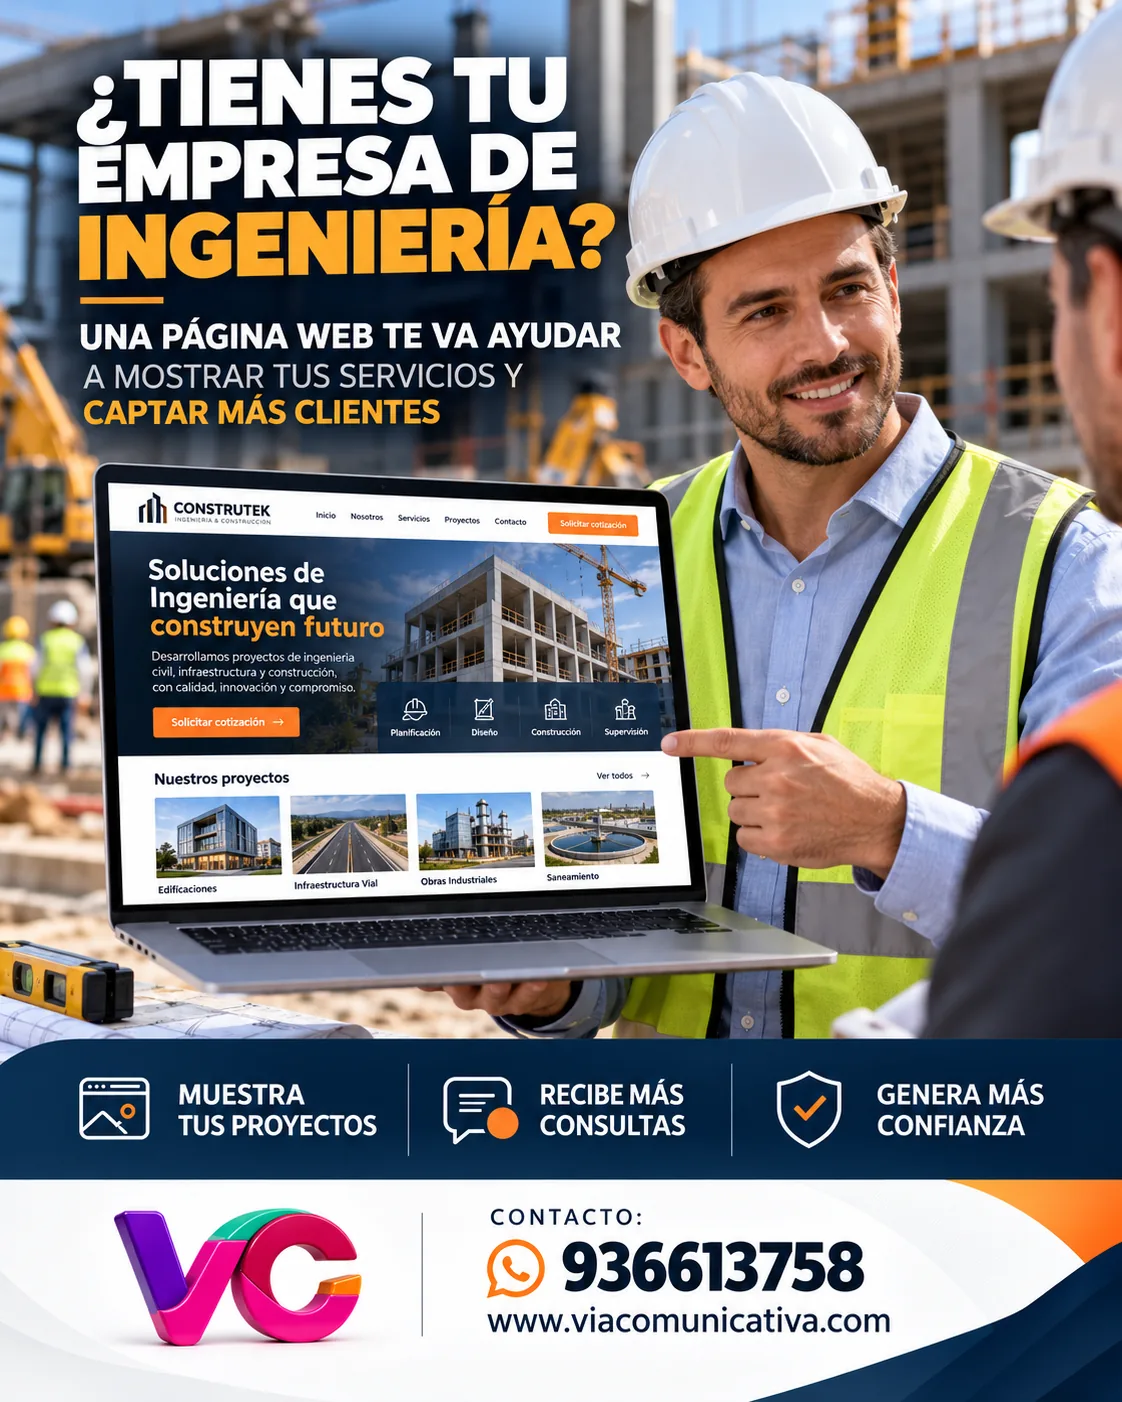 ¿TIENES TU
EMPRESA DE
INGENIERÍA?
UNA PÁGINA WEB TE VA AYUDAR
A MOSTRAR TUS SERVICIOS Y
CAPTAR MÁS CLIENTES
CONSTRUTEK
INGENIERÍA & CONSTRUCCIÓN
Inicio Nosotros Servicios Proyectos Contacto Solicitar cotización
Soluciones de
Ingeniería que
construyen futuro
Desarrollamos proyectos de ingeniería
civil, infraestructura y construcción,
con calidad, innovación y compromiso.
Solicitar cotización →
Planificación Diseño Construcción Supervisión
Nuestros proyectos Ver todos →
Edificaciones Infraestructura Vial Obras Industriales Saneamiento
MUESTRA
TUS PROYECTOS
RECIBE MÁS
CONSULTAS
GENERA MÁS
CONFIANZA
VC
CONTACTO:
936613758
www.viacomunicativa.com